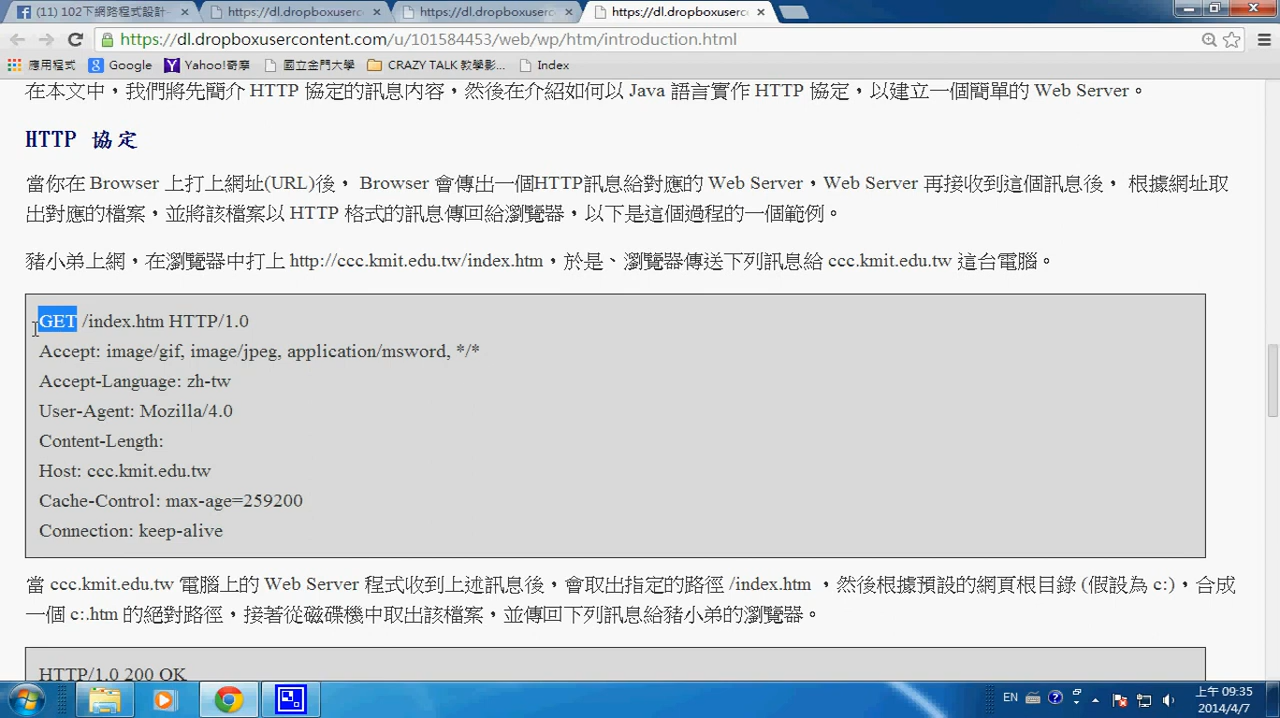 (11) 102下網路程式設計-
https://dl.dropboxuserc
https://dl.dropboxuserc
https://dl.dropboxuserc
https://dl.dropboxusercontent.com/u/101584453/web/wp/htm/introduction.html
應用程式 Google Yahoo!奇摩 國立金門大學 CRAZY TALK 教學影... Index
在本文中，我們將先簡介 HTTP 協定的訊息內容，然後在介紹如何以 Java 語言實作 HTTP 協定，以建立一個簡單的 Web Server。
HTTP 協定
當你在 Browser 上打上網址(URL)後， Browser 會傳出一個HTTP訊息給對應的 Web Server，Web Server 再接收到這個訊息後， 根據網址取
出對應的檔案，並將該檔案以 HTTP 格式的訊息傳回給瀏覽器，以下是這個過程的一個範例。
豬小弟上網，在瀏覽器中打上 http://ccc.kmit.edu.tw/index.htm，於是、瀏覽器傳送下列訊息給 ccc.kmit.edu.tw 這台電腦。
GET /index.htm HTTP/1.0
Accept: image/gif, image/jpeg, application/msword, */*
Accept-Language: zh-tw
User-Agent: Mozilla/4.0
Content-Length:
Host: ccc.kmit.edu.tw
Cache-Control: max-age=259200
Connection: keep-alive
當 ccc.kmit.edu.tw 電腦上的 Web Server 程式收到上述訊息後，會取出指定的路徑 /index.htm ，然後根據預設的網頁根目錄 (假設為 c:)，合成
一個 c:.htm 的絕對路徑，接著從磁碟機中取出該檔案，並傳回下列訊息給豬小弟的瀏覽器。
HTTP/1.0 200 OK
EN
上午 09:35
2014/4/7